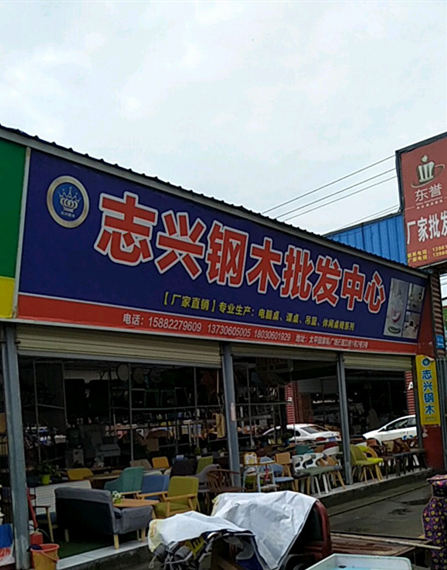 志兴钢木批发中心
【厂家直销】专业生产：电脑桌、课桌、吊篮、休闲桌椅系列
电话：15882279609 13730605005 18030601929
东誉
厂家批发
志兴钢木